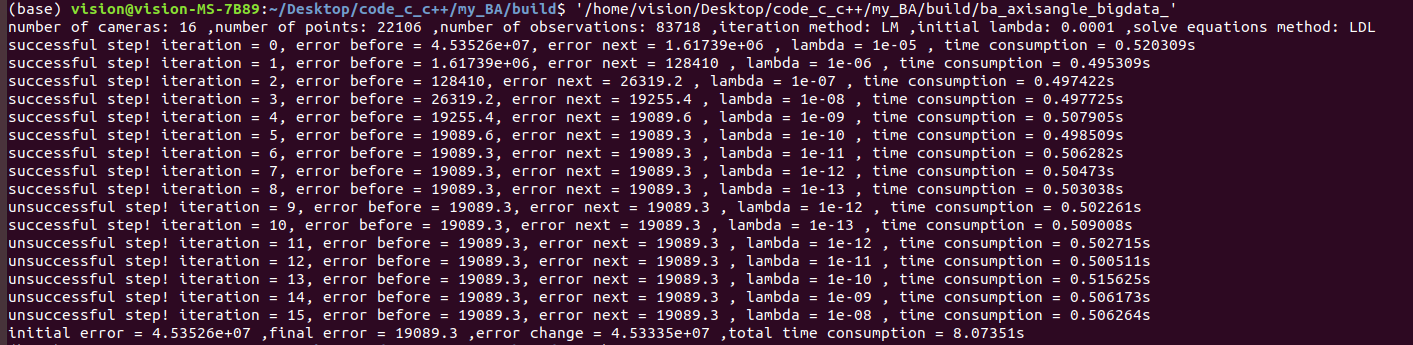 (base) vision@vision-MS-7B89:~/Desktop/code_c_c++/my_BA/build$ '/home/vision/Desktop/code_c_c++/my_BA/build/ba_axisangle_bigdata_'
number of cameras: 16 ,number of points: 22106 ,number of observations: 83718 ,iteration method: LM ,initial lambda: 0.0001 ,solve equations method: LDL
successful step! iteration = 0, error before = 4.53526e+07, error next = 1.61739e+06 , lambda = 1e-05 , time consumption = 0.520309s
successful step! iteration = 1, error before = 1.61739e+06, error next = 128410 , lambda = 1e-06 , time consumption = 0.495309s
successful step! iteration = 2, error before = 128410, error next = 26319.2 , lambda = 1e-07 , time consumption = 0.497422s
successful step! iteration = 3, error before = 26319.2, error next = 19255.4 , lambda = 1e-08 , time consumption = 0.497725s
successful step! iteration = 4, error before = 19255.4, error next = 19089.6 , lambda = 1e-09 , time consumption = 0.507905s
successful step! iteration = 5, error before = 19089.6, error next = 19089.3 , lambda = 1e-10 , time consumption = 0.498509s
successful step! iteration = 6, error before = 19089.3, error next = 19089.3 , lambda = 1e-11 , time consumption = 0.506282s
successful step! iteration = 7, error before = 19089.3, error next = 19089.3 , lambda = 1e-12 , time consumption = 0.50473s
successful step! iteration = 8, error before = 19089.3, error next = 19089.3 , lambda = 1e-13 , time consumption = 0.503038s
unsuccessful step! iteration = 9, error before = 19089.3, error next = 19089.3 , lambda = 1e-12 , time consumption = 0.502261s
successful step! iteration = 10, error before = 19089.3, error next = 19089.3 , lambda = 1e-13 , time consumption = 0.509008s
unsuccessful step! iteration = 11, error before = 19089.3, error next = 19089.3 , lambda = 1e-12 , time consumption = 0.502715s
unsuccessful step! iteration = 12, error before = 19089.3, error next = 19089.3 , lambda = 1e-11 , time consumption = 0.500511s
unsuccessful step! iteration = 13, error before = 19089.3, error next = 19089.3 , lambda = 1e-10 , time consumption = 0.515625s
unsuccessful step! iteration = 14, error before = 19089.3, error next = 19089.3 , lambda = 1e-09 , time consumption = 0.506173s
unsuccessful step! iteration = 15, error before = 19089.3, error next = 19089.3 , lambda = 1e-08 , time consumption = 0.506264s
initial error = 4.53526e+07 ,final error = 19089.3 ,error change = 4.53335e+07 ,total time consumption = 8.07351s